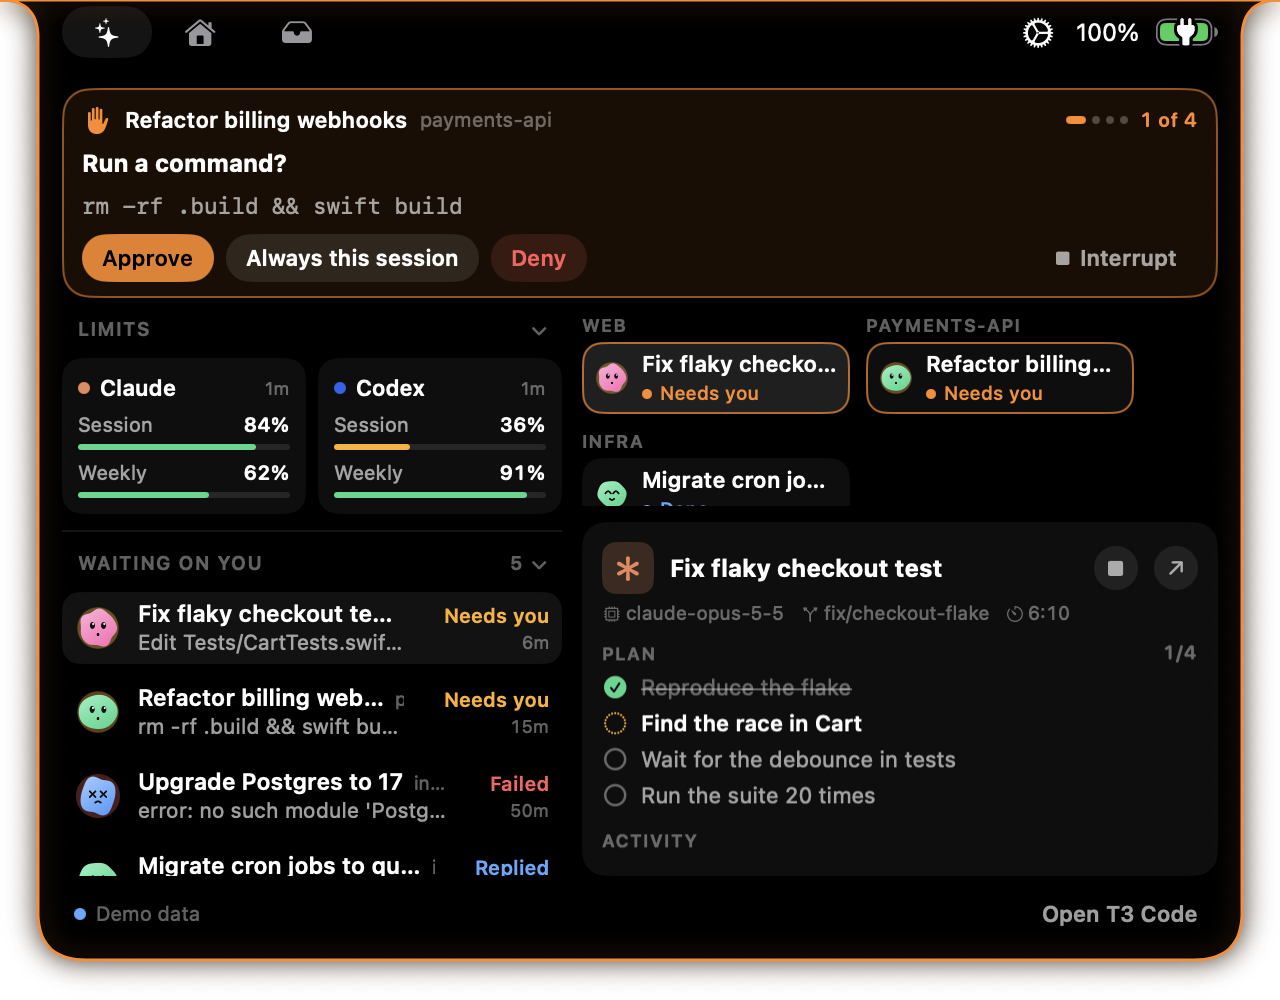 100%
Refactor billing webhooks payments-api
1 of 4
Run a command?
rm -rf .build && swift build
Approve
Always this session
Deny
Interrupt
LIMITS
Claude 1m
Session 84%
Weekly 62%
Codex 1m
Session 36%
Weekly 91%
WAITING ON YOU 5
Fix flaky checkout te... Needs you
Edit Tests/CartTests.swif... 6m
Refactor billing web... p Needs you
rm -rf .build && swift bu... 15m
Upgrade Postgres to 17 in... Failed
error: no such module 'Postg... 50m
Migrate cron jobs to qu... i Replied
WEB
Fix flaky checko...
Needs you
PAYMENTS-API
Refactor billing...
Needs you
INFRA
Migrate cron jo...
Fix flaky checkout test
claude-opus-5-5 fix/checkout-flake 6:10
PLAN 1/4
Reproduce the flake
Find the race in Cart
Wait for the debounce in tests
Run the suite 20 times
ACTIVITY
Demo data
Open T3 Code